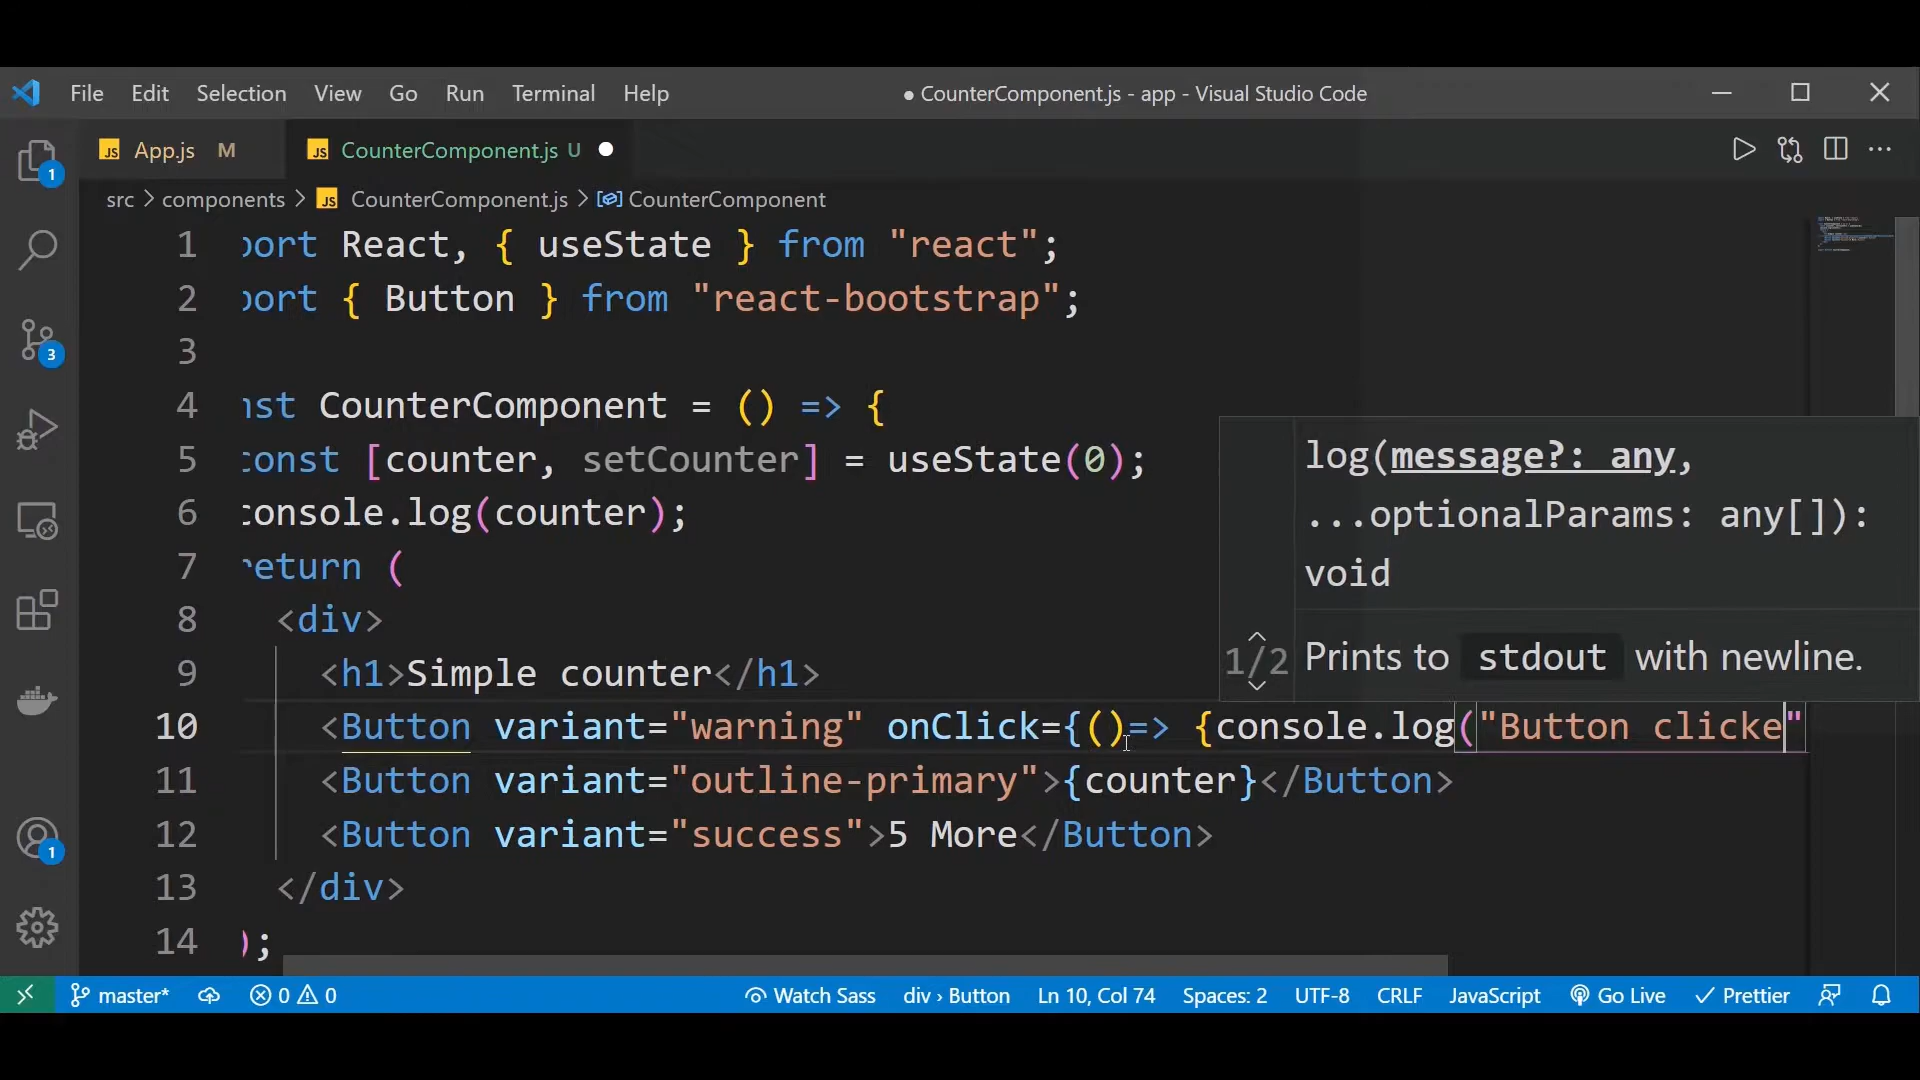 File Edit Selection View Go Run Terminal Help ● CounterComponent.js - app - Visual Studio Code
JS App.js M JS CounterComponent.js U
src > components > JS CounterComponent.js > CounterComponent
1 port React, { useState } from "react";
2 port { Button } from "react-bootstrap";
3
4 nst CounterComponent = () => {
5 const [counter, setCounter] = useState(0);
6 console.log(counter);
7 return (
8 <div>
9 <h1>Simple counter</h1>
10 <Button variant="warning" onClick={()=> {console.log("Button clicke"
11 <Button variant="outline-primary">{counter}</Button>
12 <Button variant="success">5 More</Button>
13 </div>
14 );
log(message?: any,
...optionalParams: any[]):
void
1/2 Prints to stdout with newline.
1
3
1
master* 0 0 Watch Sass div › Button Ln 10, Col 74 Spaces: 2 UTF-8 CRLF JavaScript Go Live Prettier